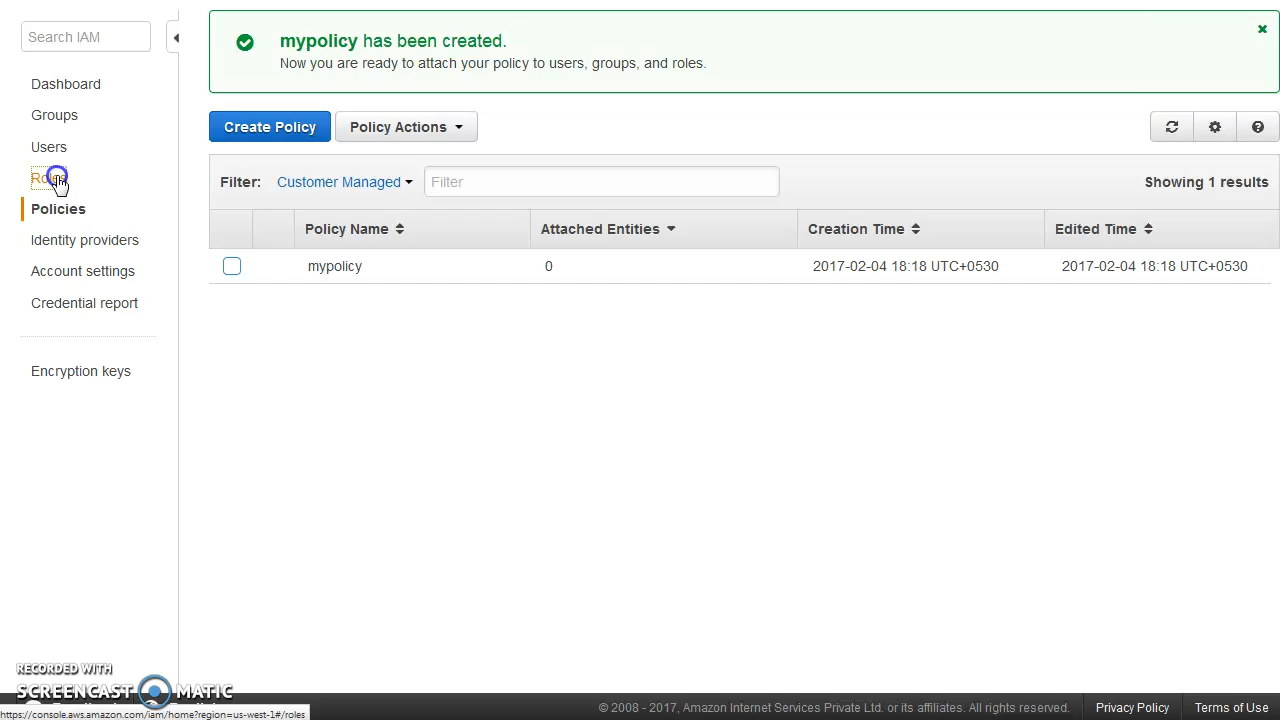 Search IAM
Dashboard
Groups
Users
Policies
Identity providers
Account settings
Credential report
Encryption keys
mypolicy has been created.
Now you are ready to attach your policy to users, groups, and roles.
Create Policy Policy Actions
Filter: Customer Managed Filter Showing 1 results
Policy Name Attached Entities Creation Time Edited Time
mypolicy 0 2017-02-04 18:18 UTC+0530 2017-02-04 18:18 UTC+0530
RECORDED WITH
SCREENCAST MATIC
© 2008 - 2017, Amazon Internet Services Private Ltd. or its affiliates. All rights reserved. Privacy Policy Terms of Use
https://console.aws.amazon.com/iam/home?region=us-west-1#/roles